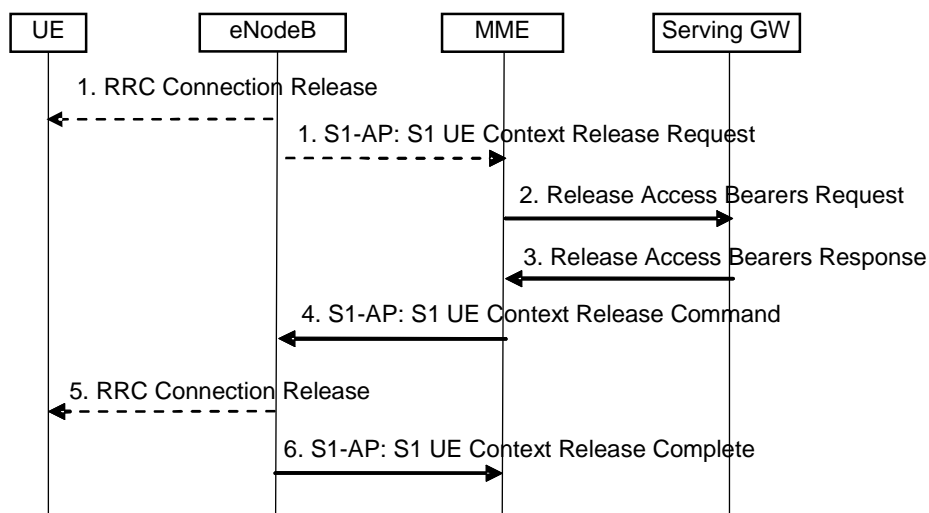 UE
eNodeB
MME
Serving GW
1. RRC Connection Release
1. S1-AP: S1 UE Context Release Request
2. Release Access Bearers Request
3. Release Access Bearers Response
4. S1-AP: S1 UE Context Release Command
5. RRC Connection Release
6. S1-AP: S1 UE Context Release Complete